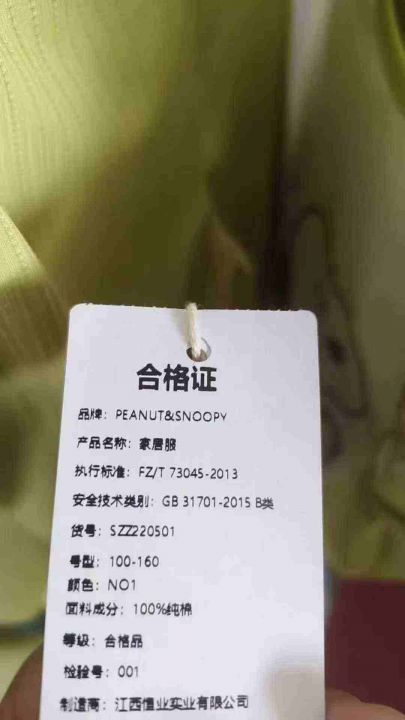 合格证
品牌：PEANUT&SNOOPY
产品名称：家居服
执行标准：FZ/T 73045-2013
安全技术类别：GB 31701-2015 B类
货号：SZZ220501
号型：100-160
颜色：NO1
面料成分：100%纯棉
等级：合格品
检验号：001
制造商：江西恒业实业有限公司